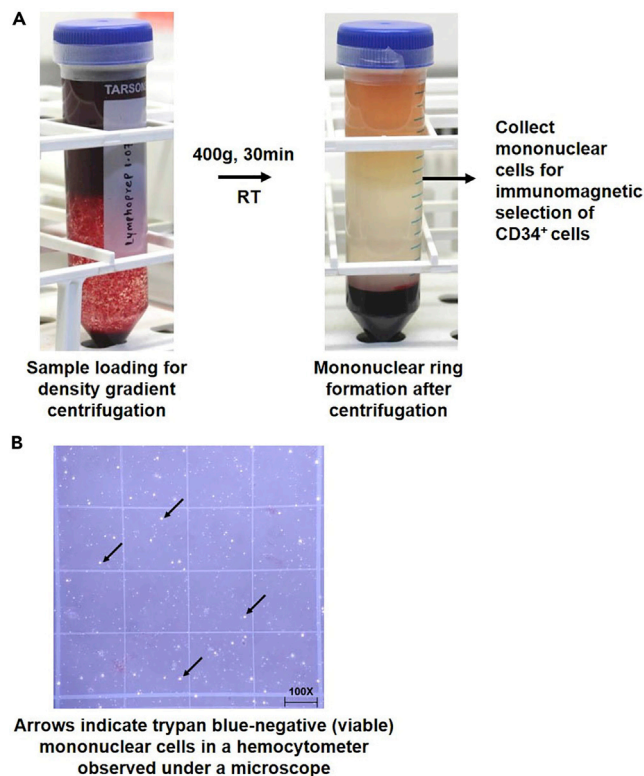 A
TARSON
Lymphoprep 1.07
400g, 30min
RT
Collect
mononuclear
cells for
immunomagnetic
selection of
CD34⁺ cells
Sample loading for
density gradient
centrifugation
Mononuclear ring
formation after
centrifugation
B
100X
Arrows indicate trypan blue-negative (viable)
mononuclear cells in a hemocytometer
observed under a microscope